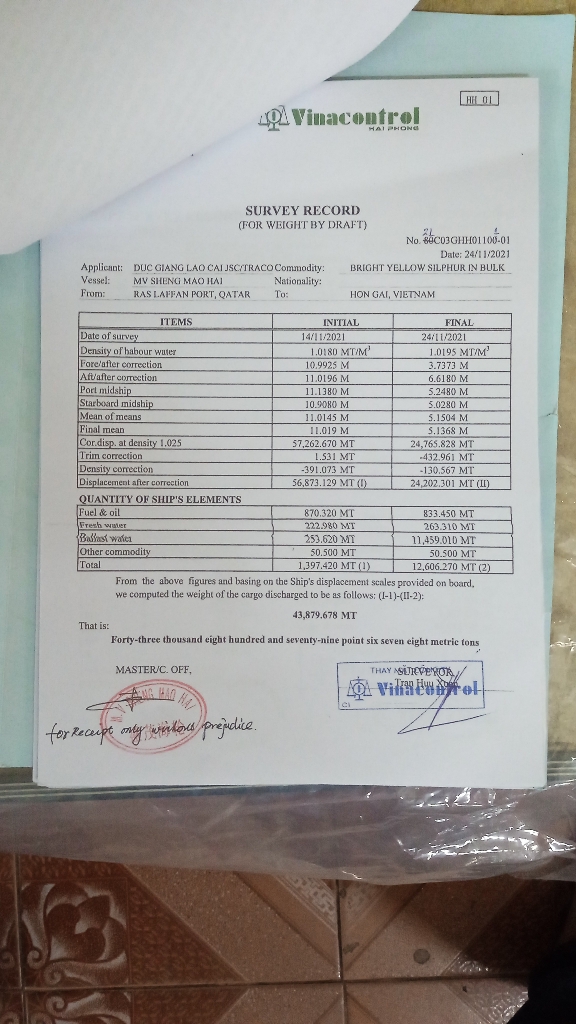 HH 01
Vinacontrol
HAI PHONG
SURVEY RECORD
(FOR WEIGHT BY DRAFT)
21 1
No. 80C03GHH01100-01
Date: 24/11/2021
Applicant: DUC GIANG LAO CAI JSC/TRACO Commodity: BRIGHT YELLOW SILPHUR IN BULK
Vessel: MV SHENG MAO HAI Nationality:
From: RAS LAFFAN PORT, QATAR To: HON GAI, VIETNAM
ITEMS INITIAL FINAL
Date of survey 14/11/2021 24/11/2021
Density of habour water 1.0180 MT/M³ 1.0195 MT/M³
Fore/after correction 10.9925 M 3.7373 M
Aft/after correction 11.0196 M 6.6180 M
Port midship 11.1380 M 5.2480 M
Starboard midship 10.9080 M 5.0280 M
Mean of means 11.0145 M 5.1504 M
Final mean 11.019 M 5.1368 M
Cor.disp. at density 1.025 57,262.670 MT 24,765.828 MT
Trim correction 1.531 MT -432.961 MT
Density correction -391.073 MT -130.567 MT
Displacement after correction 56,873.129 MT (I) 24,202.301 MT (II)
QUANTITY OF SHIP'S ELEMENTS
Fuel & oil 870.320 MT 833.450 MT
Fresh water 222.980 MT 263.310 MT
Ballast water 253.620 MT 11,459.010 MT
Other commodity 50.500 MT 50.500 MT
Total 1,397.420 MT (1) 12,606.270 MT (2)
From the above figures and basing on the Ship's displacement scales provided on board,
we computed the weight of the cargo discharged to be as follows: (I-1)-(II-2):
43,879.678 MT
That is:
Forty-three thousand eight hundred and seventy-nine point six seven eight metric tons
MASTER/C. OFF,
SURVEYOR
THAY
Tran Huu
Vinacontrol
M.V SHENG MAO HAI
for Receipt only without prejudice.